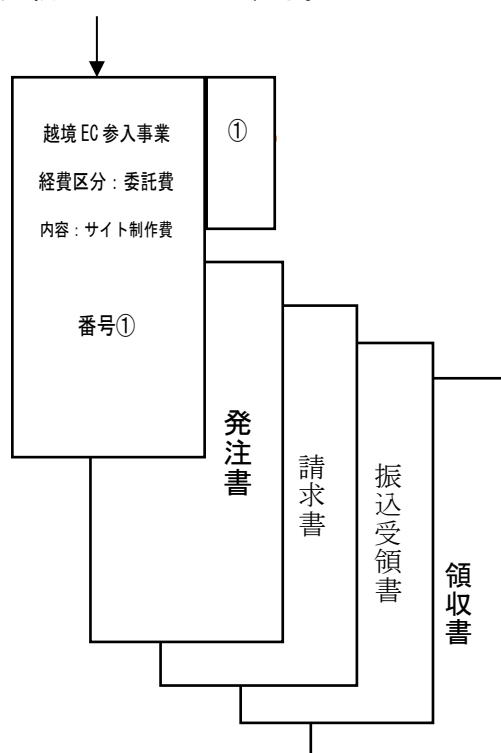 越境EC参入事業
①
経費区分：委託費
内容：サイト制作費
番号①
発注書
請求書
振込受領書
領収書